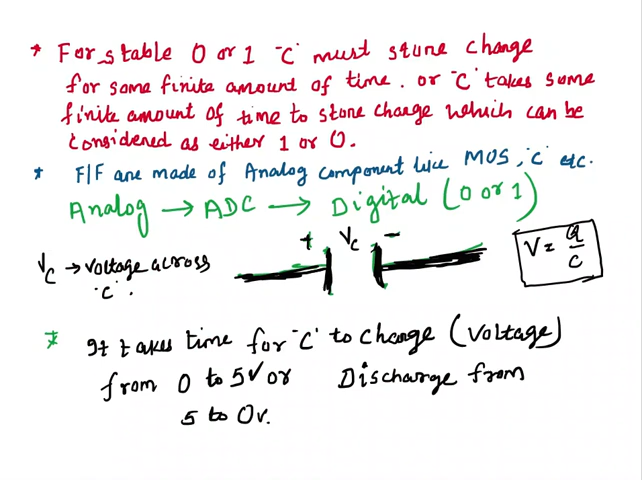 * For stable 0 or 1 "C" must store charge
for some finite amount of time. or "C" takes some
finite amount of time to store charge which can be
considered as either 1 or 0.
* F/F are made of Analog component like MOS, "C" etc.
Analog → ADC → Digital (0 or 1)
+ Vc −
V = Q/C
Vc → voltage across
"C".
* It takes time for "C" to charge (Voltage)
from 0 to 5V or Discharge from
5 to 0v.